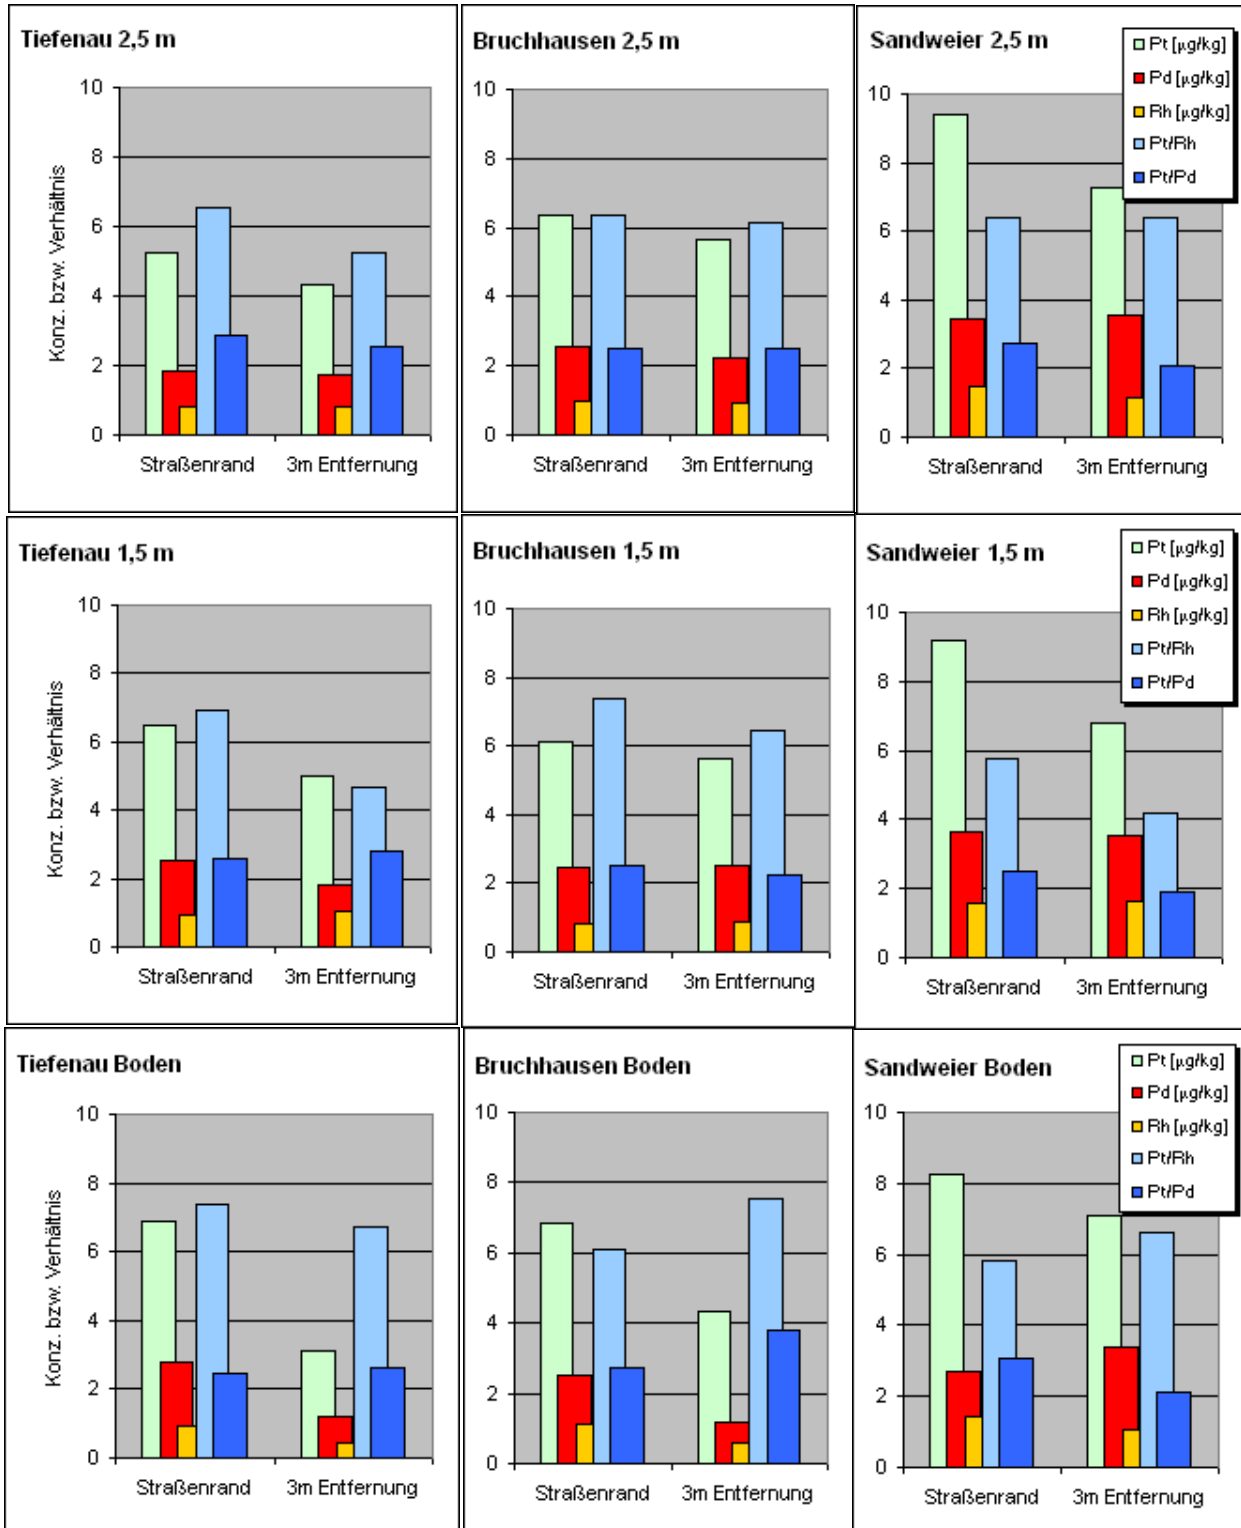 Tiefenau 2,5 m
10
8
6
4
2
0
Konz. bzw. Verhältnis
Straßenrand
3m Entfernung
Bruchhausen 2,5 m
10
8
6
4
2
0
Straßenrand
3m Entfernung
Sandweier 2,5 m
Pt [µg/kg]
Pd [µg/kg]
Rh [µg/kg]
Pt/Rh
Pt/Pd
10
8
6
4
2
0
Straßenrand
3m Entfernung
Tiefenau 1,5 m
10
8
6
4
2
0
Konz. bzw. Verhältnis
Straßenrand
3m Entfernung
Bruchhausen 1,5 m
10
8
6
4
2
0
Straßenrand
3m Entfernung
Sandweier 1,5 m
Pt [µg/kg]
Pd [µg/kg]
Rh [µg/kg]
Pt/Rh
Pt/Pd
10
8
6
4
2
0
Straßenrand
3m Entfernung
Tiefenau Boden
10
8
6
4
2
0
Konz. bzw. Verhältnis
Straßenrand
3m Entfernung
Bruchhausen Boden
10
8
6
4
2
0
Straßenrand
3m Entfernung
Sandweier Boden
Pt [µg/kg]
Pd [µg/kg]
Rh [µg/kg]
Pt/Rh
Pt/Pd
10
8
6
4
2
0
Straßenrand
3m Entfernung